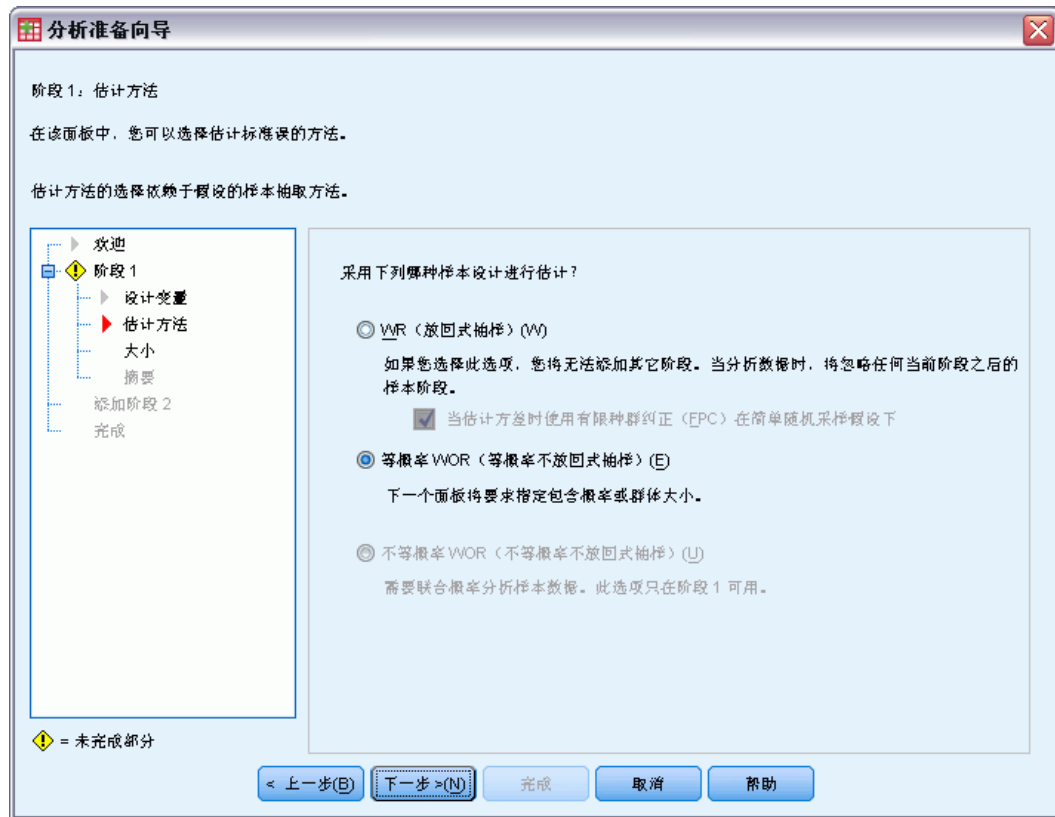 分析准备向导
阶段 1：估计方法
在该面板中，您可以选择估计标准误的方法。
估计方法的选择依赖于假设的样本抽取方法。
欢迎
阶段 1
设计变量
估计方法
大小
摘要
添加阶段 2
完成
采用下列哪种样本设计进行估计？
WR（放回式抽样）(W)
如果您选择此选项，您将无法添加其它阶段。当分析数据时，将忽略任何当前阶段之后的
样本阶段。
当估计方差时使用有限种群纠正（FPC）在简单随机采样假设下
等概率 WOR（等概率不放回式抽样）(E)
下一个面板将要求指定包含概率或群体大小。
不等概率 WOR（不等概率不放回式抽样）(U)
需要联合概率分析样本数据。此选项只在阶段 1 可用。
= 未完成部分
< 上一步(B)
下一步 >(N)
完成
取消
帮助